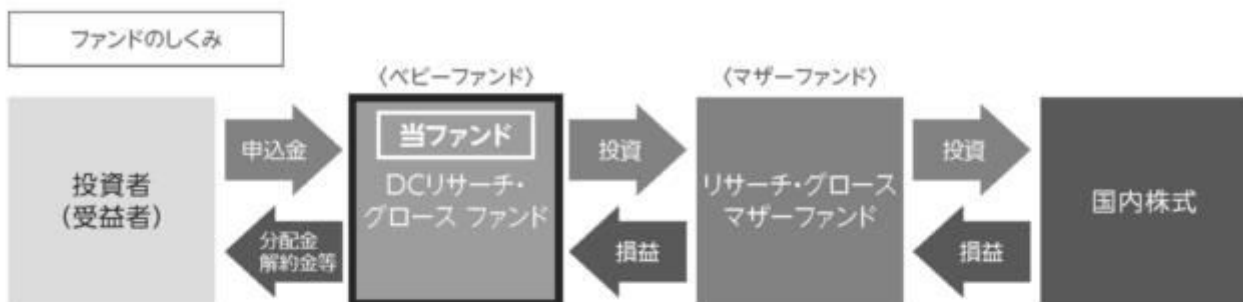 ファンドのしくみ
〈ベビーファンド〉
〈マザーファンド〉
投資者
(受益者)
申込金
分配金
解約金等
当ファンド
DCリサーチ・
グロース ファンド
投資
損益
リサーチ・グロース
マザーファンド
投資
損益
国内株式